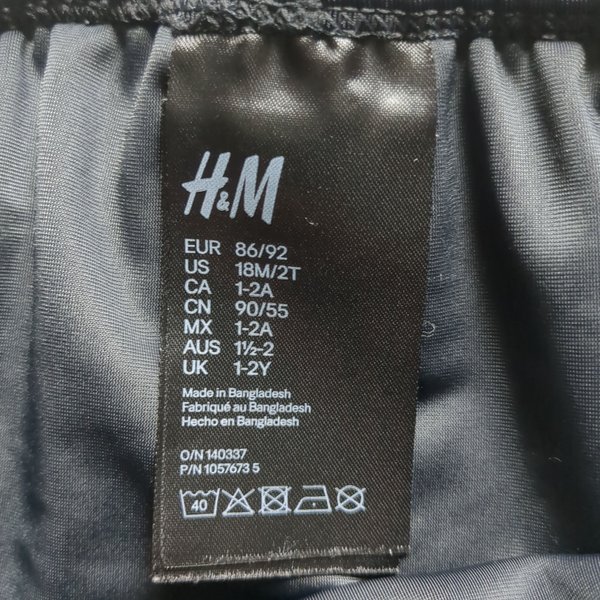 H&M
EUR 86/92
US 18M/2T
CA 1-2A
CN 90/55
MX 1-2A
AUS 1½-2
UK 1-2Y
Made in Bangladesh
Fabriqué au Bangladesh
Hecho en Bangladesh
O/N 140337
P/N 1057673 5
40